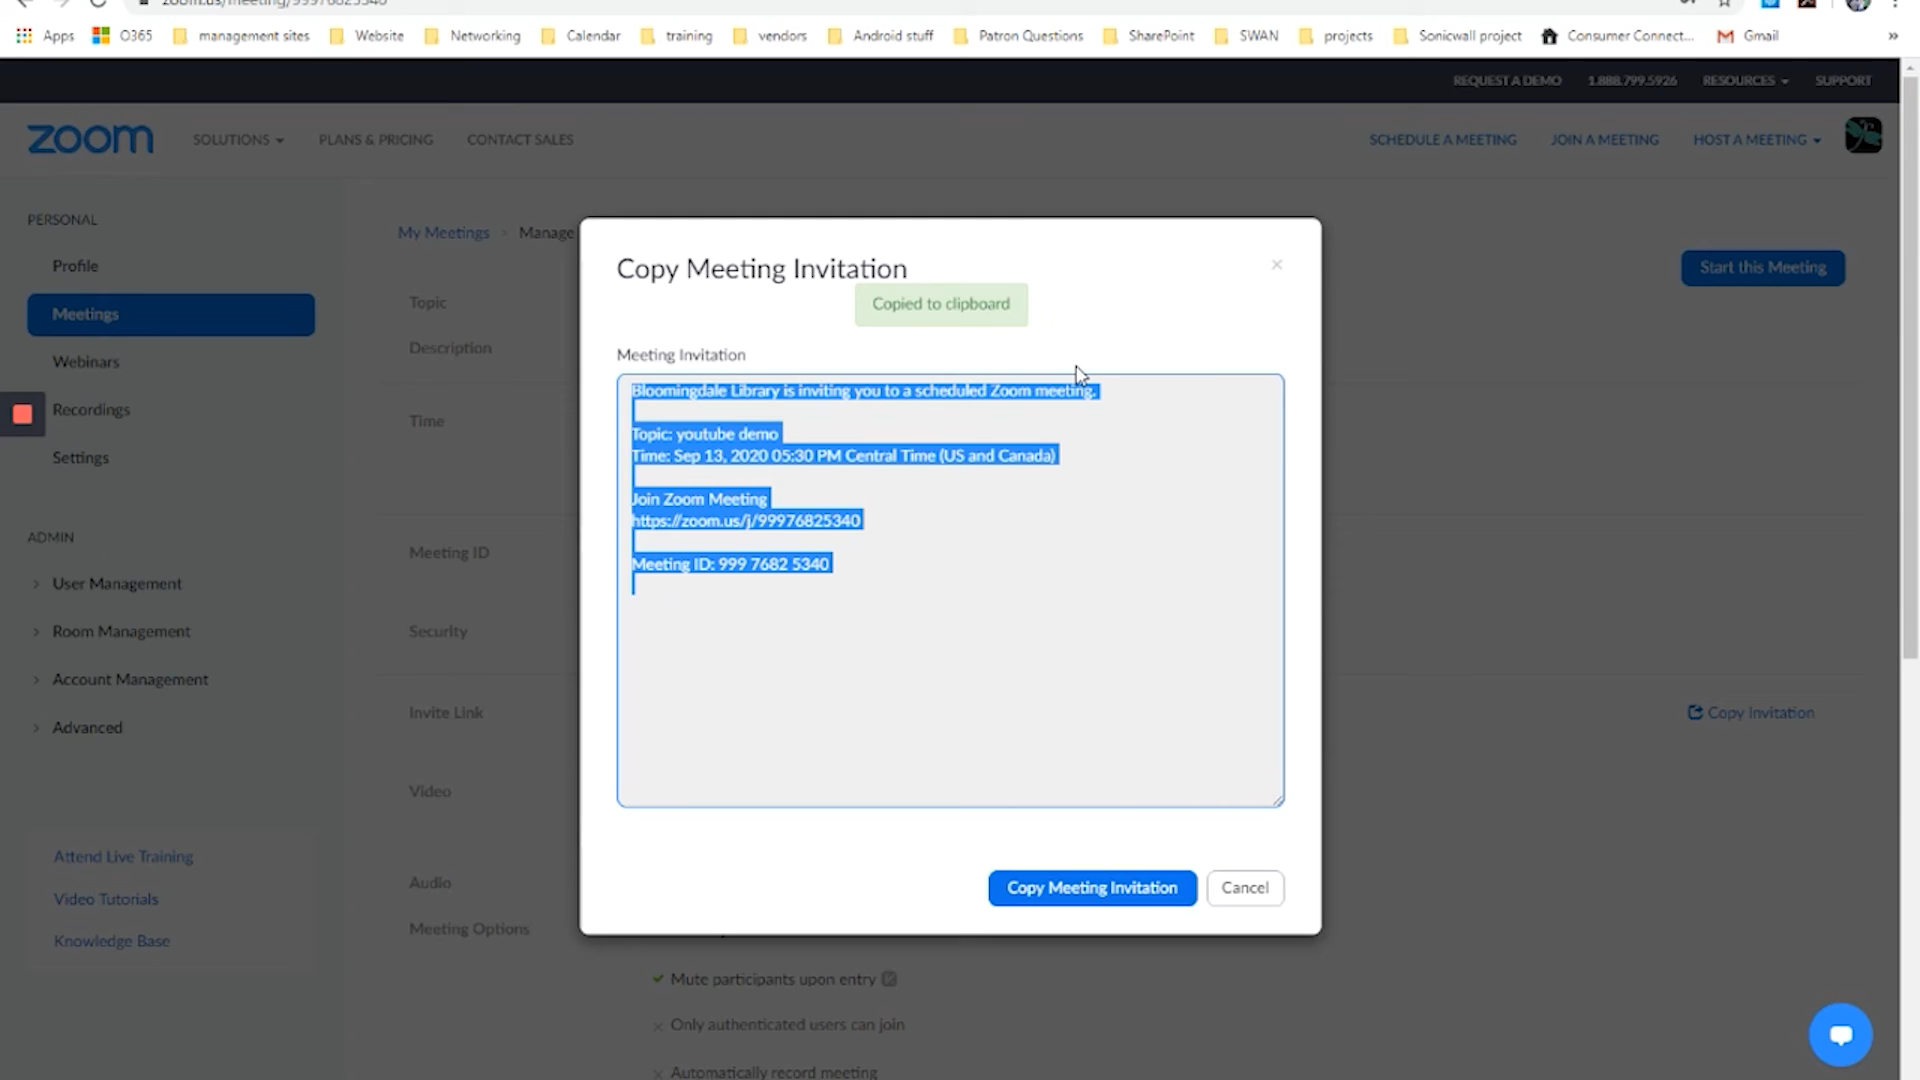 Apps O365 management sites Website Networking Calendar training vendors Android stuff Patron Questions SharePoint SWAN projects Sonicwall project Consumer Connect... Gmail »
REQUEST A DEMO 1.888.799.5926 RESOURCES SUPPORT
zoom SOLUTIONS PLANS & PRICING CONTACT SALES SCHEDULE A MEETING JOIN A MEETING HOST A MEETING
PERSONAL
Profile
Meetings
Webinars
Recordings
Settings
ADMIN
User Management
Room Management
Account Management
Advanced
Attend Live Training
Video Tutorials
Knowledge Base
My Meetings > Manage
Start this Meeting
Topic
Description
Time
Meeting ID
Security
Invite Link
Copy Invitation
Video
Audio
Meeting Options
Mute participants upon entry
Only authenticated users can join
Automatically record meeting
Copy Meeting Invitation
Copied to clipboard
Meeting Invitation
Bloomingdale Library is inviting you to a scheduled Zoom meeting.
Topic: youtube demo
Time: Sep 13, 2020 05:30 PM Central Time (US and Canada)
Join Zoom Meeting
https://zoom.us/j/99976825340
Meeting ID: 999 7682 5340
Copy Meeting Invitation Cancel